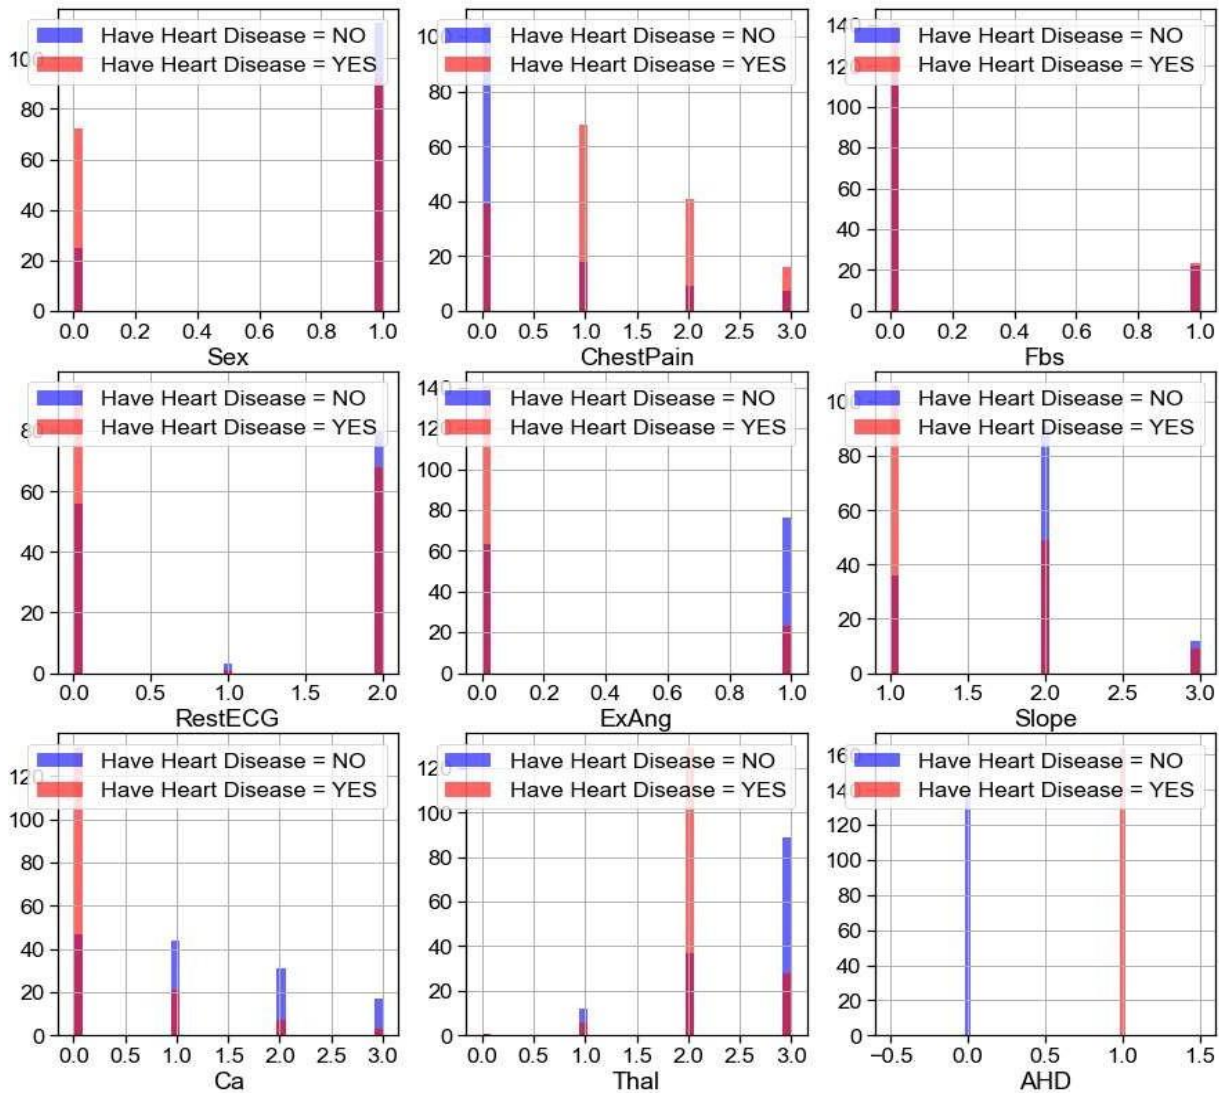 Have Heart Disease = NO
Have Heart Disease = YES
100
80
60
40
20
0
0.0 0.2 0.4 0.6 0.8 1.0
Sex
Have Heart Disease = NO
Have Heart Disease = YES
100
80
60
40
20
0
0.0 0.5 1.0 1.5 2.0 2.5 3.0
ChestPain
Have Heart Disease = NO
Have Heart Disease = YES
140
120
100
80
60
40
20
0
0.0 0.2 0.4 0.6 0.8 1.0
Fbs
Have Heart Disease = NO
Have Heart Disease = YES
80
60
40
20
0
0.0 0.5 1.0 1.5 2.0
RestECG
Have Heart Disease = NO
Have Heart Disease = YES
140
120
100
80
60
40
20
0
0.0 0.2 0.4 0.6 0.8 1.0
ExAng
Have Heart Disease = NO
Have Heart Disease = YES
100
80
60
40
20
0
1.0 1.5 2.0 2.5 3.0
Slope
Have Heart Disease = NO
Have Heart Disease = YES
120
100
80
60
40
20
0
0.0 0.5 1.0 1.5 2.0 2.5 3.0
Ca
Have Heart Disease = NO
Have Heart Disease = YES
120
100
80
60
40
20
0
0.0 0.5 1.0 1.5 2.0 2.5 3.0
Thal
Have Heart Disease = NO
Have Heart Disease = YES
160
140
120
100
80
60
40
20
0
−0.5 0.0 0.5 1.0 1.5
AHD